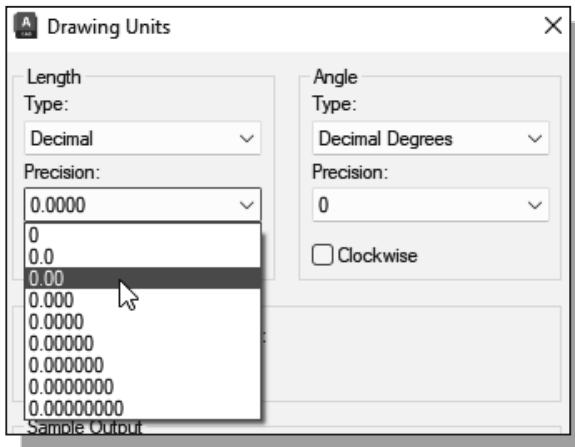 A
CAD
Drawing Units
Length
Type:
Decimal
Precision:
0.0000
0
0.0
0.00
0.000
0.0000
0.00000
0.000000
0.0000000
0.00000000
Angle
Type:
Decimal Degrees
Precision:
0
Clockwise
:
Sample Output